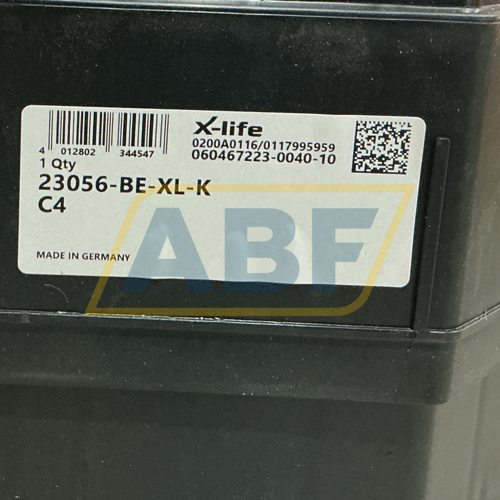 X-life
4 012802 344547
0200A0116/0117995959
060467223-0040-10
1 Qty
23056-BE-XL-K
C4
MADE IN GERMANY
ABF